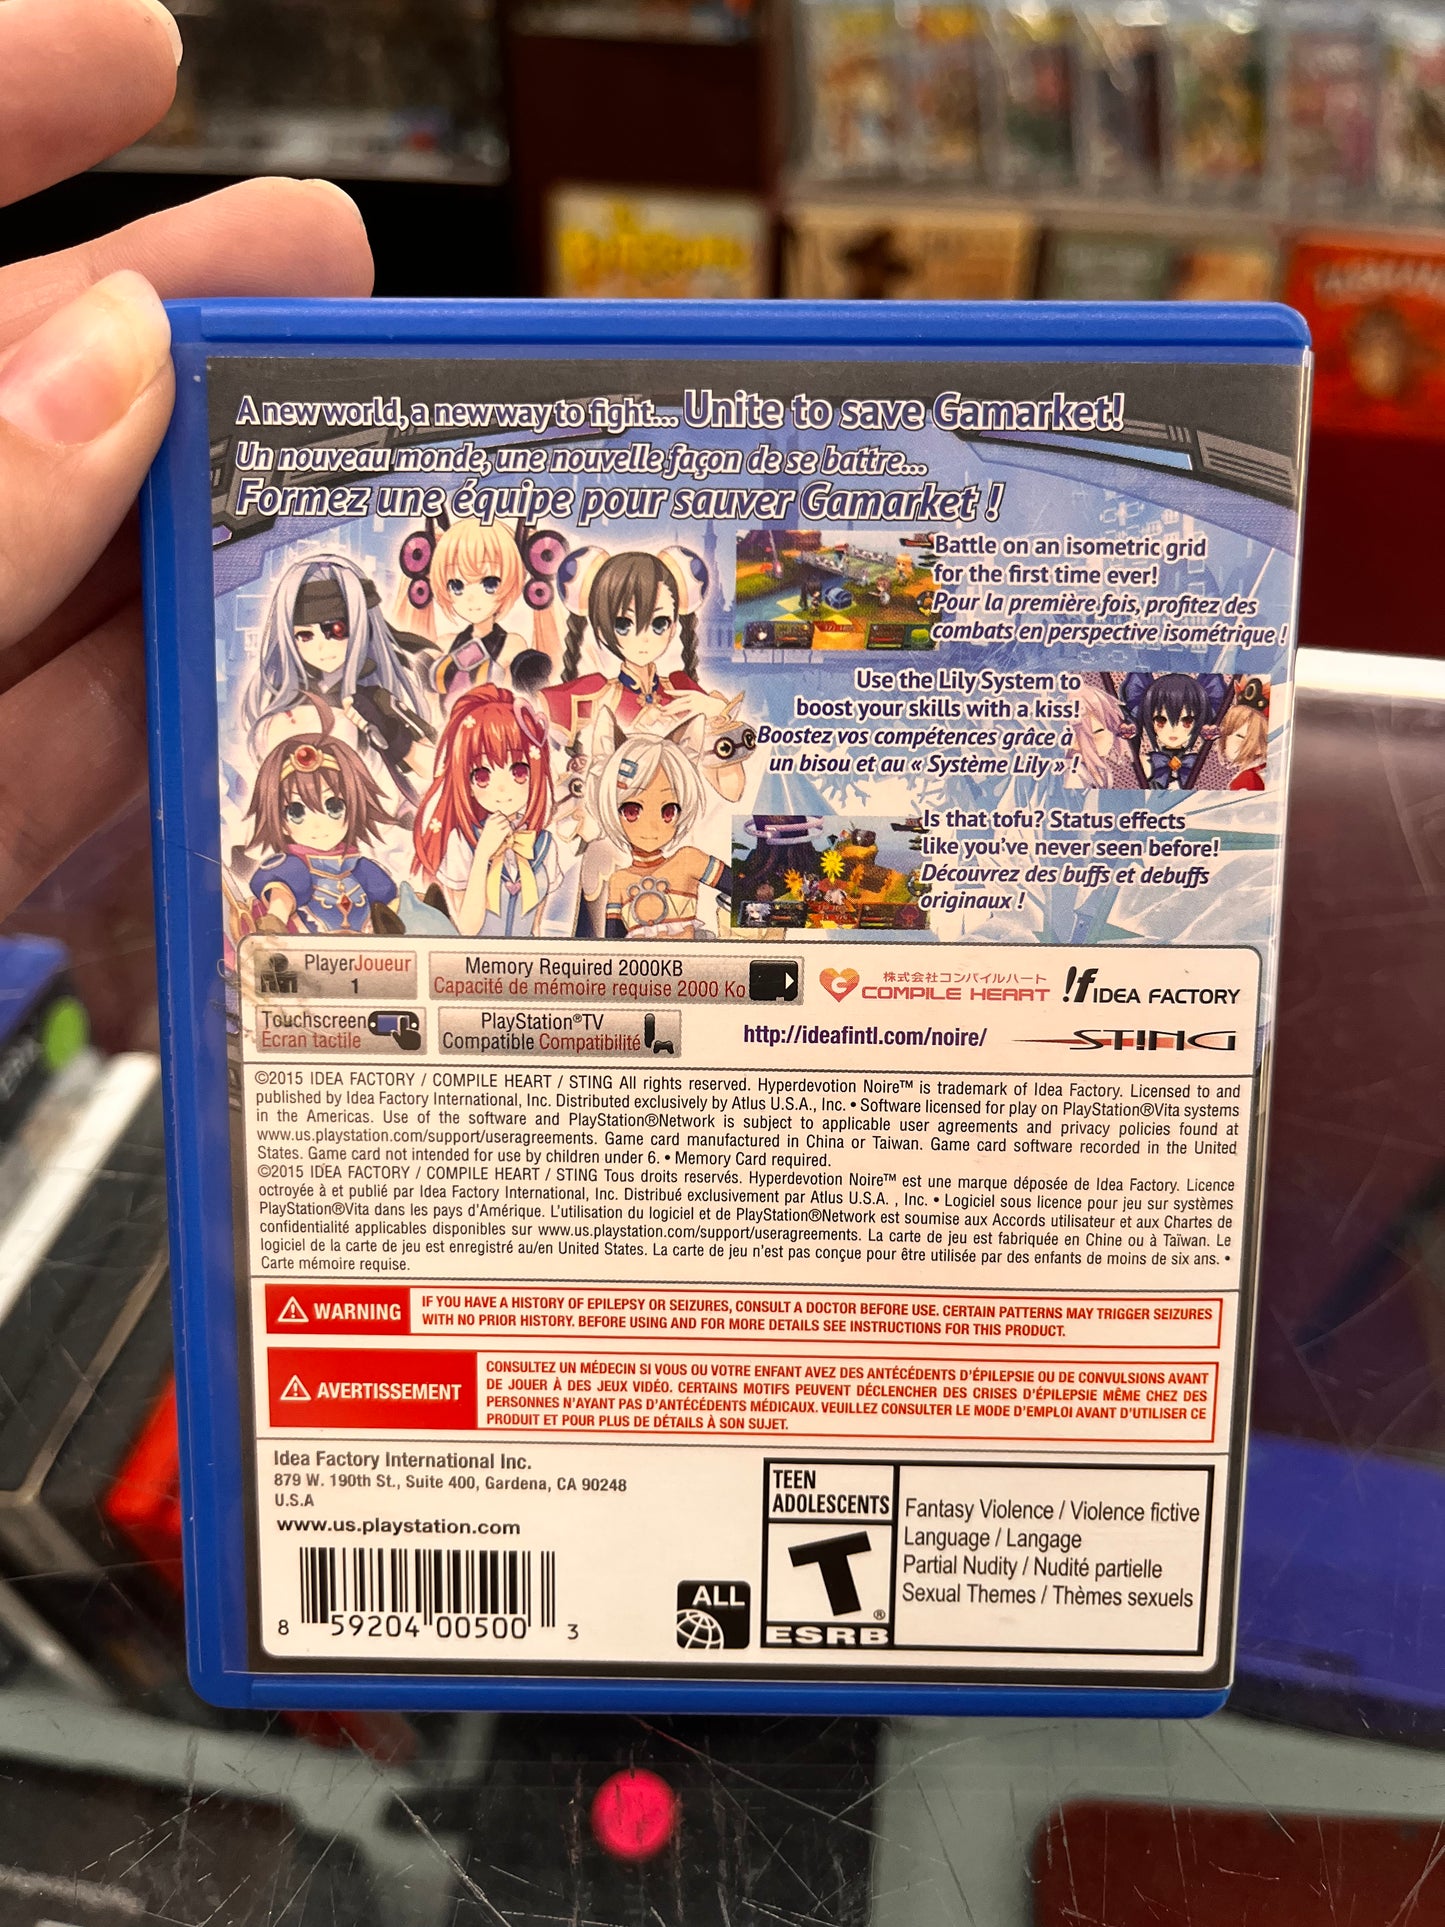 A new world, a new way to fight... Unite to save Gamarket!
Un nouveau monde, une nouvelle façon de se battre...
Formez une équipe pour sauver Gamarket !
Battle on an isometric grid
for the first time ever!
Pour la première fois, profitez des
combats en perspective isométrique !
Use the Lily System to
boost your skills with a kiss!
Boostez vos compétences grâce à
un bisou et au « Système Lily » !
Is that tofu? Status effects
like you've never seen before!
Découvrez des buffs et debuffs
originaux !
PlayerJoueur
1
Memory Required 2000KB
Capacité de mémoire requise 2000 Ko
株式会社コンパイルハート
COMPILE HEART
!f IDEA FACTORY
Touchscreen
Écran tactile
PlayStation®TV
Compatible Compatibilité
http://ideafintl.com/noire/
STING
©2015 IDEA FACTORY / COMPILE HEART / STING All rights reserved. Hyperdevotion Noire™ is trademark of Idea Factory. Licensed to and
published by Idea Factory International, Inc. Distributed exclusively by Atlus U.S.A., Inc. • Software licensed for play on PlayStation®Vita systems
in the Americas. Use of the software and PlayStation®Network is subject to applicable user agreements and privacy policies found at
www.us.playstation.com/support/useragreements. Game card manufactured in China or Taiwan. Game card software recorded in the United
States. Game card not intended for use by children under 6. • Memory Card required.
©2015 IDEA FACTORY / COMPILE HEART / STING Tous droits reservés. Hyperdevotion Noire™ est une marque déposée de Idea Factory. Licence
octroyée à et publié par Idea Factory International, Inc. Distribué exclusivement par Atlus U.S.A. , Inc. • Logiciel sous licence pour jeu sur systèmes
PlayStation®Vita dans les pays d'Amérique. L'utilisation du logiciel et de PlayStation®Network est soumise aux Accords utilisateur et aux Chartes de
confidentialité applicables disponibles sur www.us.playstation.com/support/useragreements. La carte de jeu est fabriquée en Chine ou à Taïwan. Le
logiciel de la carte de jeu est enregistré au/en United States. La carte de jeu n'est pas conçue pour être utilisée par des enfants de moins de six ans. •
Carte mémoire requise.
WARNING
IF YOU HAVE A HISTORY OF EPILEPSY OR SEIZURES, CONSULT A DOCTOR BEFORE USE. CERTAIN PATTERNS MAY TRIGGER SEIZURES
WITH NO PRIOR HISTORY. BEFORE USING AND FOR MORE DETAILS SEE INSTRUCTIONS FOR THIS PRODUCT.
AVERTISSEMENT
CONSULTEZ UN MÉDECIN SI VOUS OU VOTRE ENFANT AVEZ DES ANTÉCÉDENTS D'ÉPILEPSIE OU DE CONVULSIONS AVANT
DE JOUER À DES JEUX VIDÉO. CERTAINS MOTIFS PEUVENT DÉCLENCHER DES CRISES D'ÉPILEPSIE MÊME CHEZ DES
PERSONNES N'AYANT PAS D'ANTÉCÉDENTS MÉDICAUX. VEUILLEZ CONSULTER LE MODE D'EMPLOI AVANT D'UTILISER CE
PRODUIT ET POUR PLUS DE DÉTAILS À SON SUJET.
Idea Factory International Inc.
879 W. 190th St., Suite 400, Gardena, CA 90248
U.S.A
www.us.playstation.com
8 59204 00500 3
ALL
TEEN
ADOLESCENTS
T
®
ESRB
Fantasy Violence / Violence fictive
Language / Langage
Partial Nudity / Nudité partielle
Sexual Themes / Thèmes sexuels